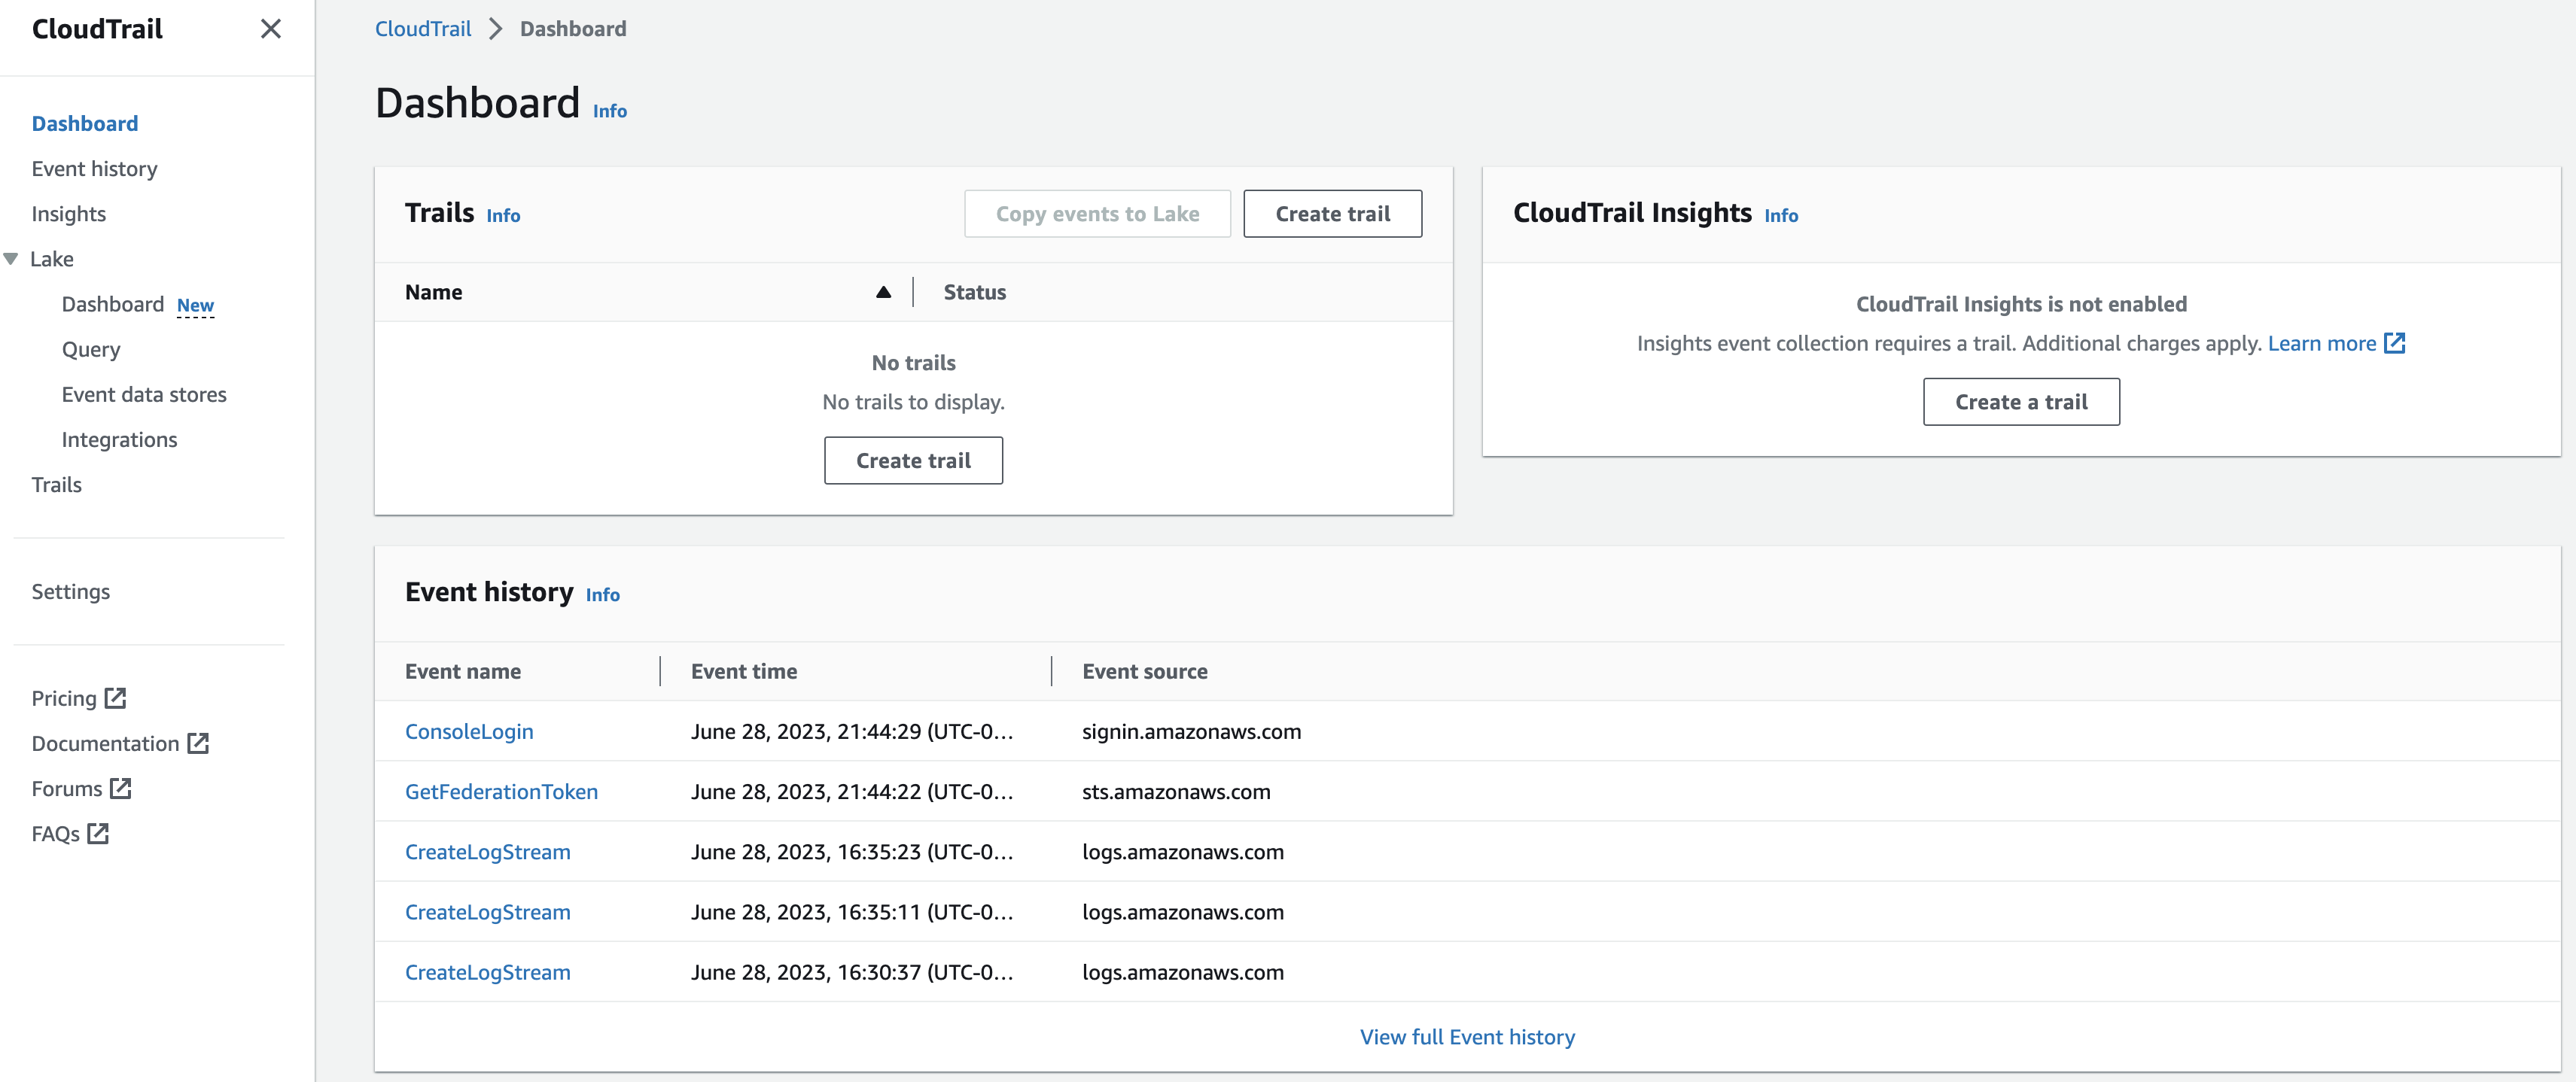 CloudTrail
Dashboard
Event history
Insights
Lake
Dashboard New
Query
Event data stores
Integrations
Trails
Settings
Pricing
Documentation
Forums
FAQs
CloudTrail > Dashboard
Dashboard Info
Trails Info Copy events to Lake Create trail
Name Status
No trails
No trails to display.
Create trail
CloudTrail Insights Info
CloudTrail Insights is not enabled
Insights event collection requires a trail. Additional charges apply. Learn more
Create a trail
Event history Info
Event name Event time Event source
ConsoleLogin June 28, 2023, 21:44:29 (UTC-0… signin.amazonaws.com
GetFederationToken June 28, 2023, 21:44:22 (UTC-0… sts.amazonaws.com
CreateLogStream June 28, 2023, 16:35:23 (UTC-0… logs.amazonaws.com
CreateLogStream June 28, 2023, 16:35:11 (UTC-0… logs.amazonaws.com
CreateLogStream June 28, 2023, 16:30:37 (UTC-0… logs.amazonaws.com
View full Event history